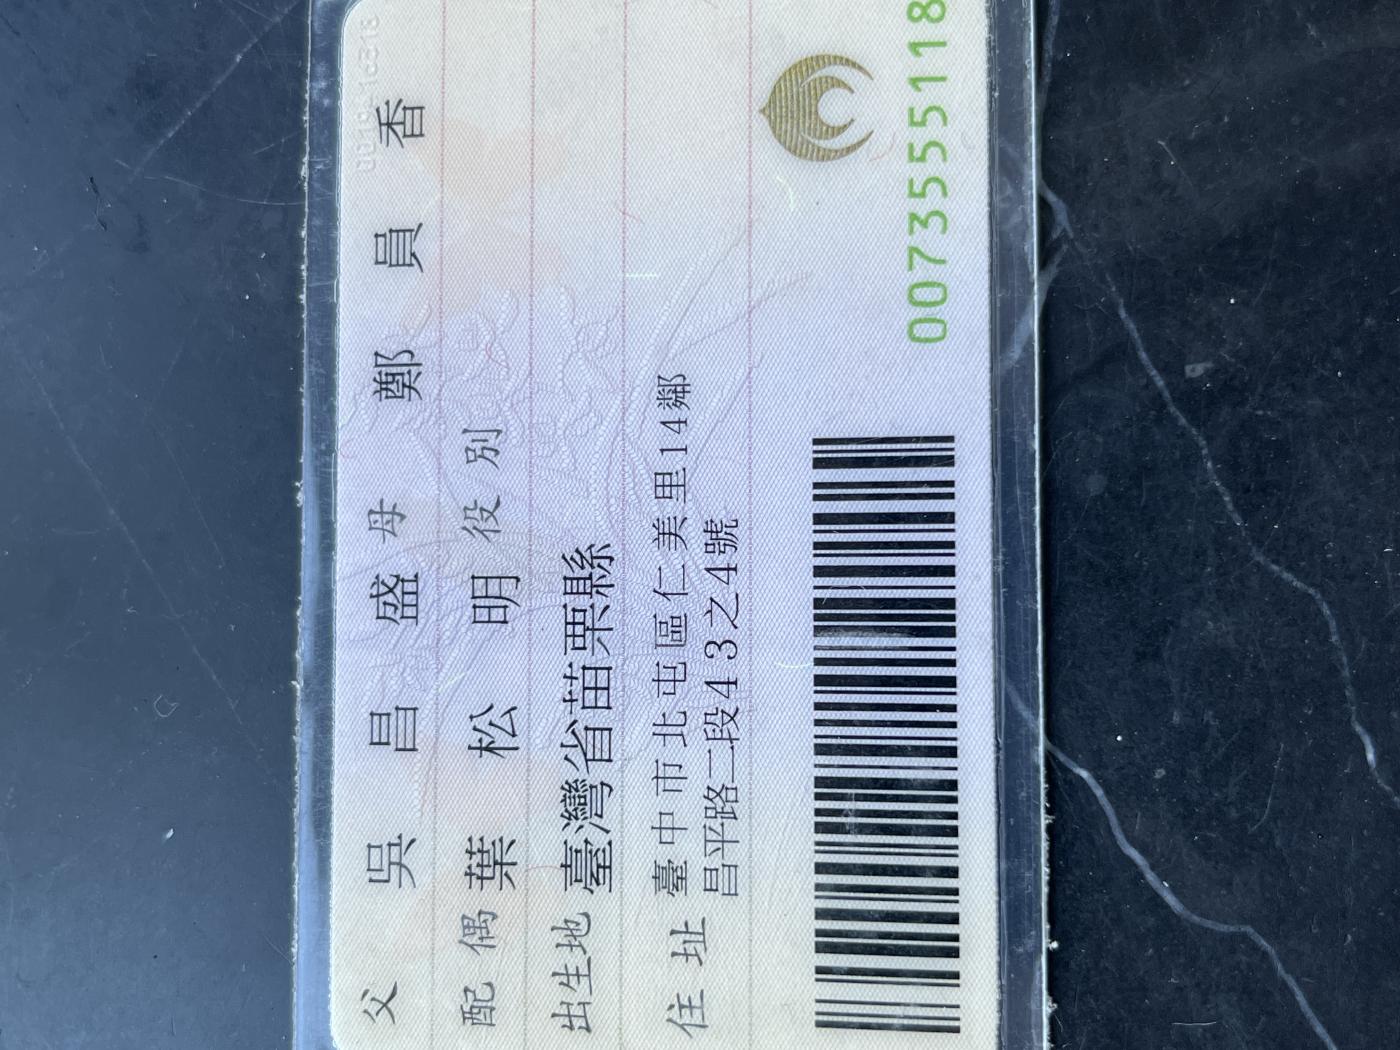 父 吳昌盛 母 鄭員香
配偶 葉松明 役別
出生地 臺灣省苗栗縣
住址 臺中市北屯區仁美里14鄰
昌平路二段43之4號
0073555118